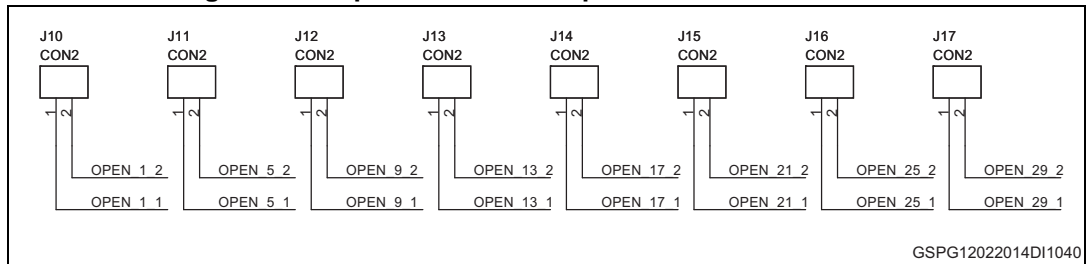 J10 J11 J12 J13 J14 J15 J16 J17
CON2 CON2 CON2 CON2 CON2 CON2 CON2 CON2
1 2 1 2 1 2 1 2 1 2 1 2 1 2 1 2
OPEN_1_2 OPEN_5_2 OPEN_9_2 OPEN_13_2 OPEN_17_2 OPEN_21_2 OPEN_25_2 OPEN_29_2
OPEN_1_1 OPEN_5_1 OPEN_9_1 OPEN_13_1 OPEN_17_1 OPEN_21_1 OPEN_25_1 OPEN_29_1
GSPG12022014DI1040